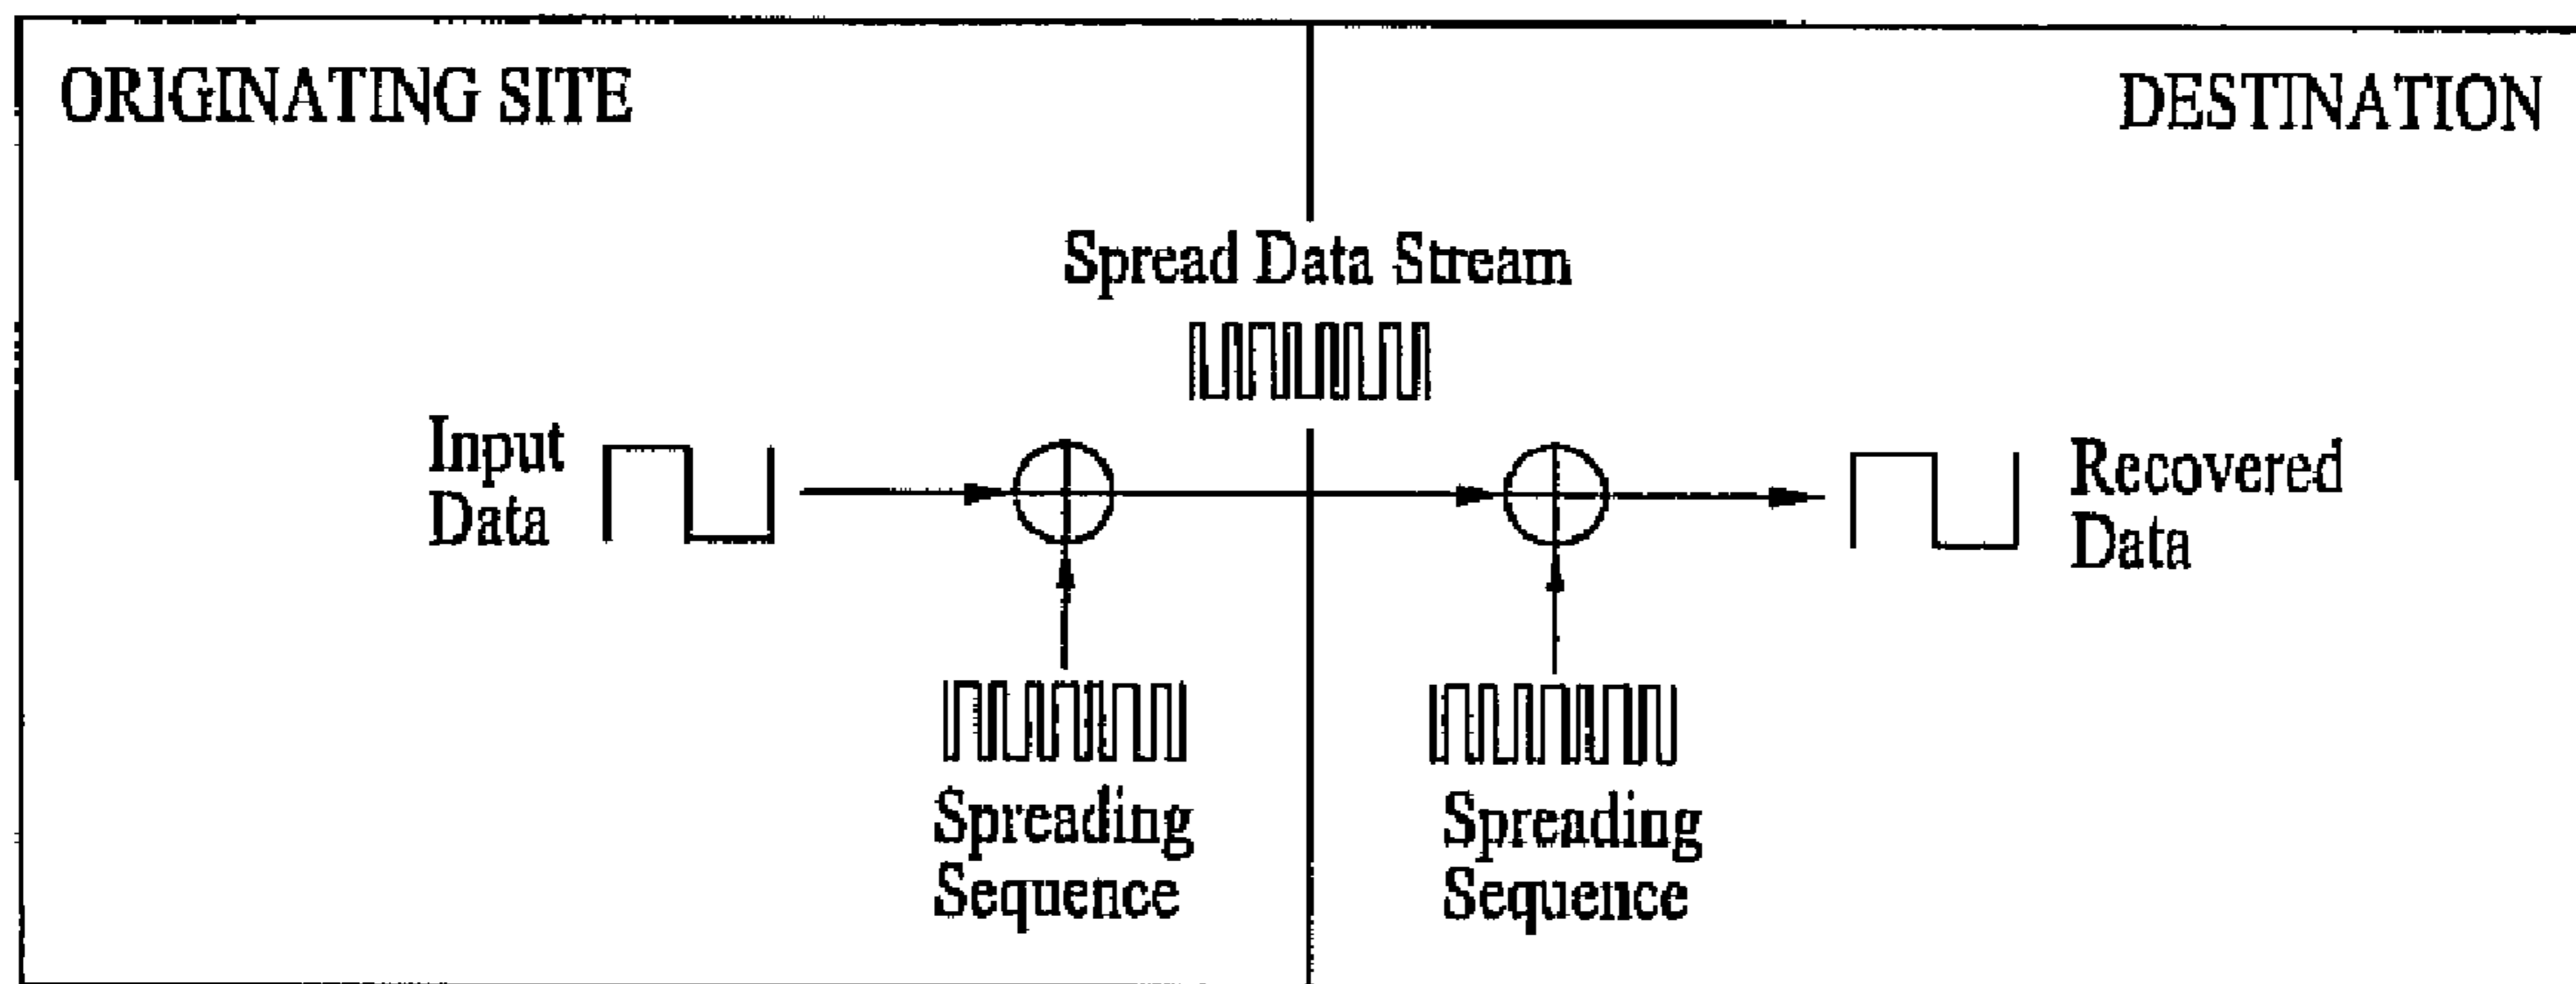 ORIGINATING SITE
DESTINATION
Spread Data Stream
Input
Data
Recovered
Data
Spreading
Sequence
Spreading
Sequence